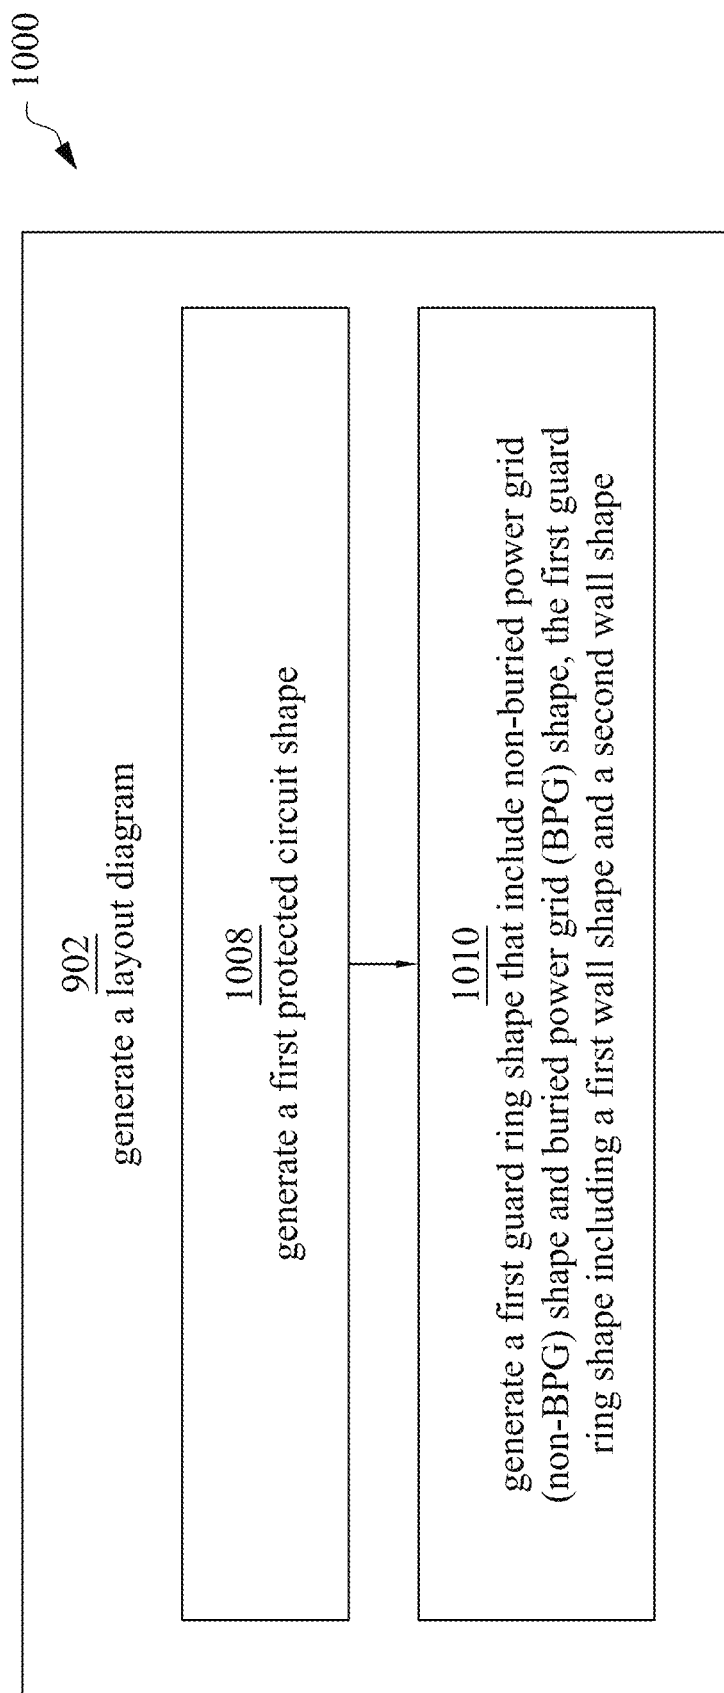 1000
902
generate a layout diagram
1008
generate a first protected circuit shape
1010
generate a first guard ring shape that include non-buried power grid
(non-BPG) shape and buried power grid (BPG) shape, the first guard
ring shape including a first wall shape and a second wall shape